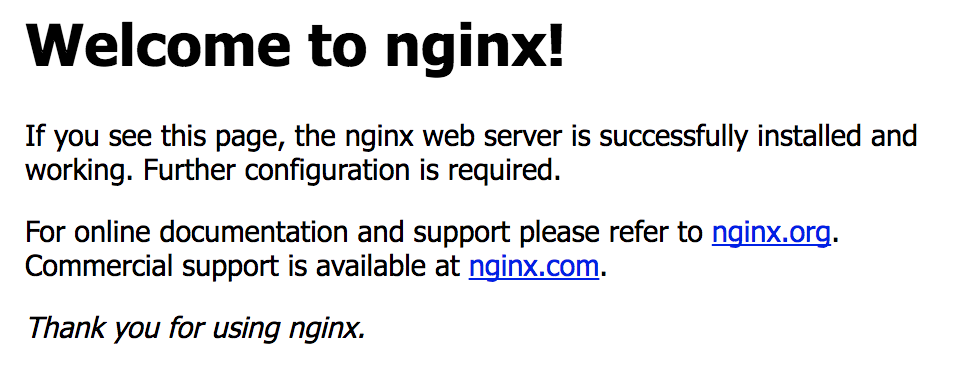 Welcome to nginx!
If you see this page, the nginx web server is successfully installed and
working. Further configuration is required.
For online documentation and support please refer to nginx.org.
Commercial support is available at nginx.com.
Thank you for using nginx.